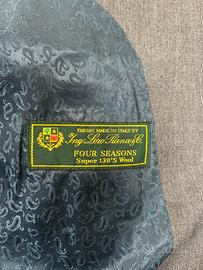 FABRIC MADE IN ITALY BY
Ing. Loro Piana & C.
FOUR SEASONS
Super 130'S Wool